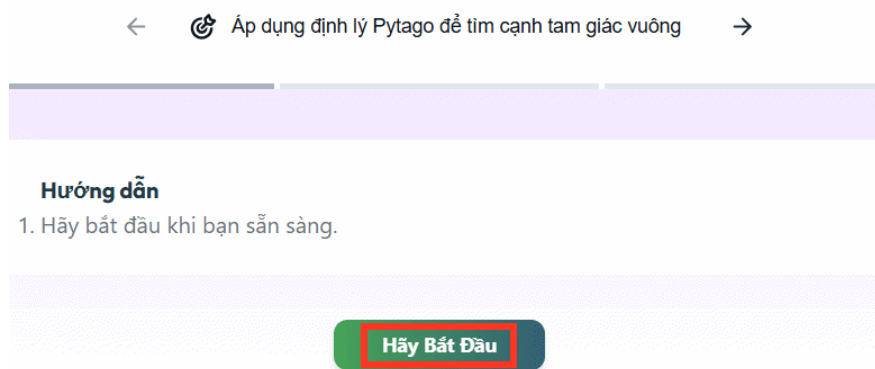 Áp dụng định lý Pytago để tìm cạnh tam giác vuông
Hướng dẫn
1. Hãy bắt đầu khi bạn sẵn sàng.
Hãy Bắt Đầu